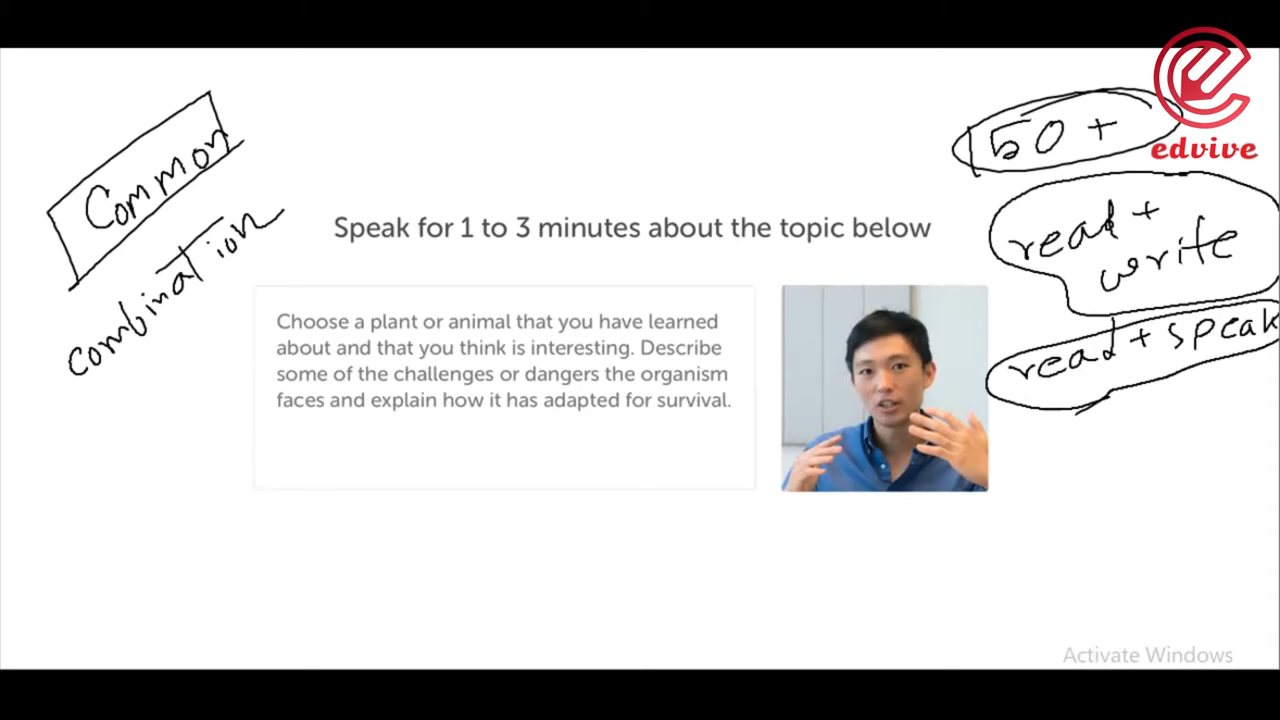 edvive
Common
combination
150 +
read +
write
read + speak
Speak for 1 to 3 minutes about the topic below
Choose a plant or animal that you have learned
about and that you think is interesting. Describe
some of the challenges or dangers the organism
faces and explain how it has adapted for survival.
Activate Windows